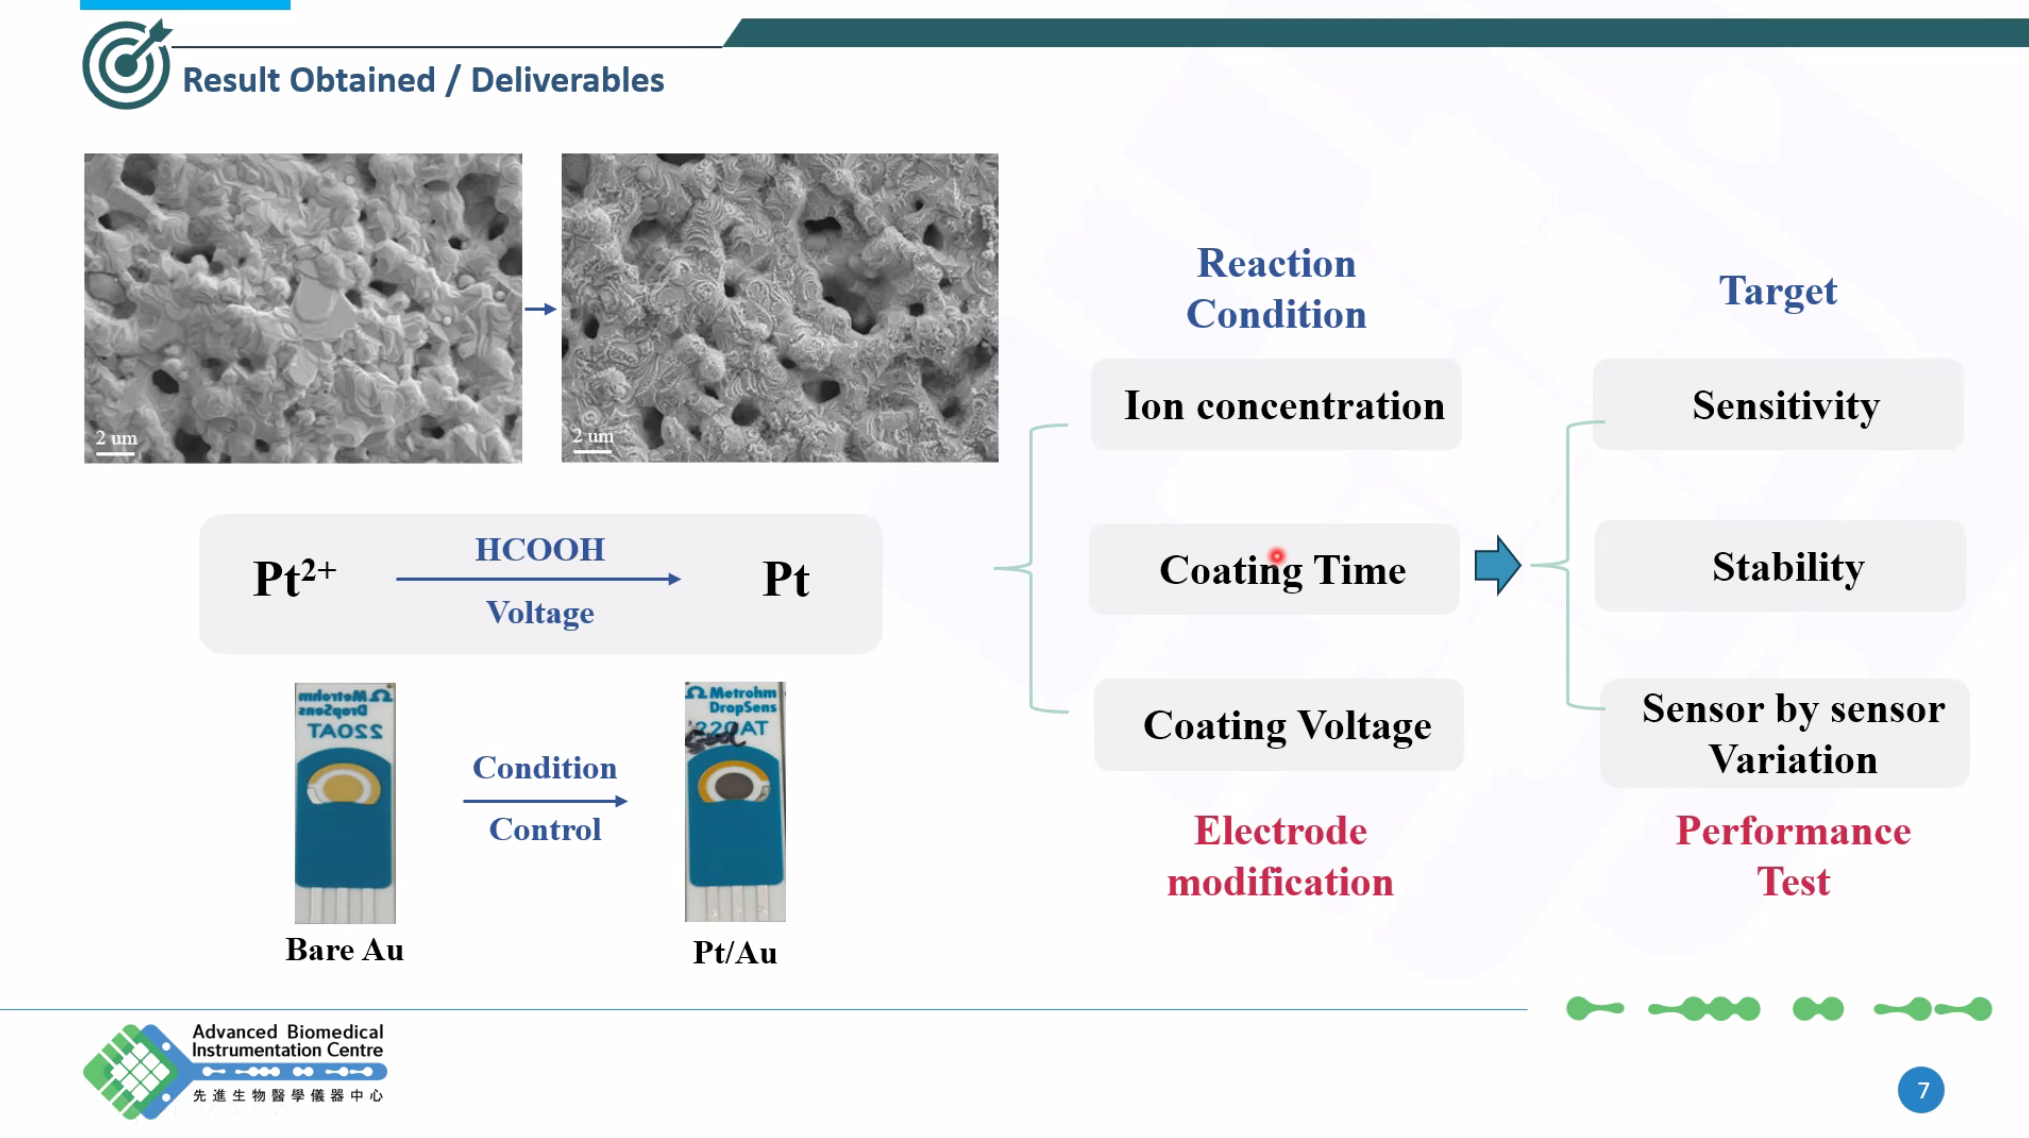 Result Obtained / Deliverables
2 um
2 um
Pt²⁺
HCOOH
Voltage
Pt
Metrohm
DropSens
220AT
Condition
Control
Metrohm
DropSens
220AT
Bare Au
Pt/Au
Reaction
Condition
Ion concentration
Coating Time
Coating Voltage
Electrode
modification
Target
Sensitivity
Stability
Sensor by sensor
Variation
Performance
Test
Advanced Biomedical
Instrumentation Centre
先進生物醫學儀器中心
7